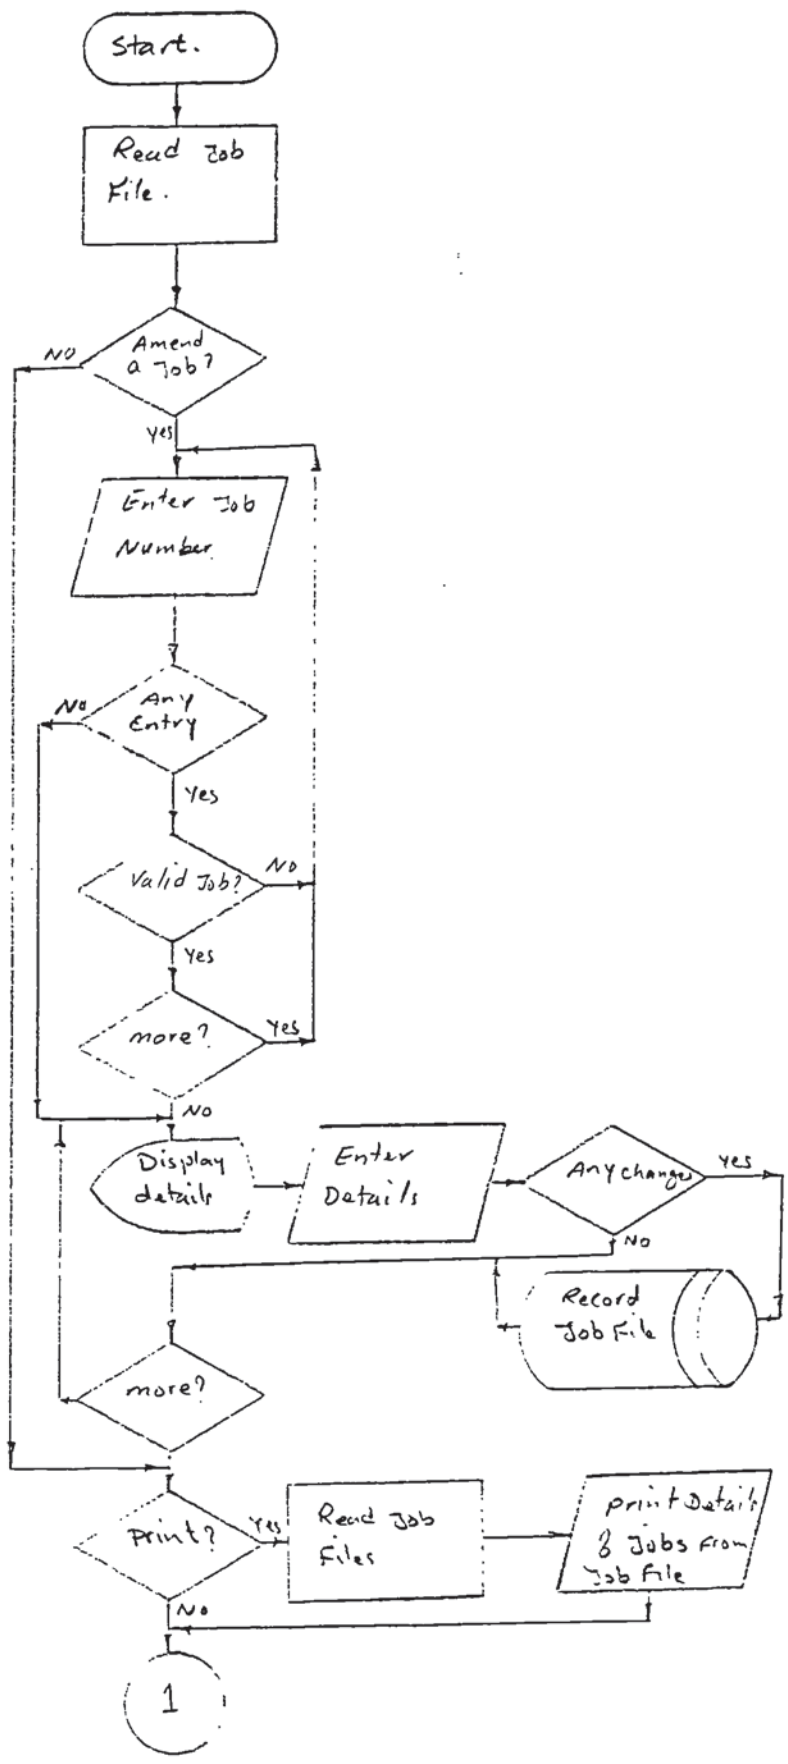 Start.
Read Job
File.
Amend
a Job?
NO
Yes
Enter Job
Number
Any
Entry
No
Yes
Valid Job?
No
Yes
more?
Yes
No
Display
details
Enter
Details
Any changes
Yes
No
Record
Job File
more?
Print?
Yes
Read Job
Files
print Details
of Jobs From
Job File
No
1